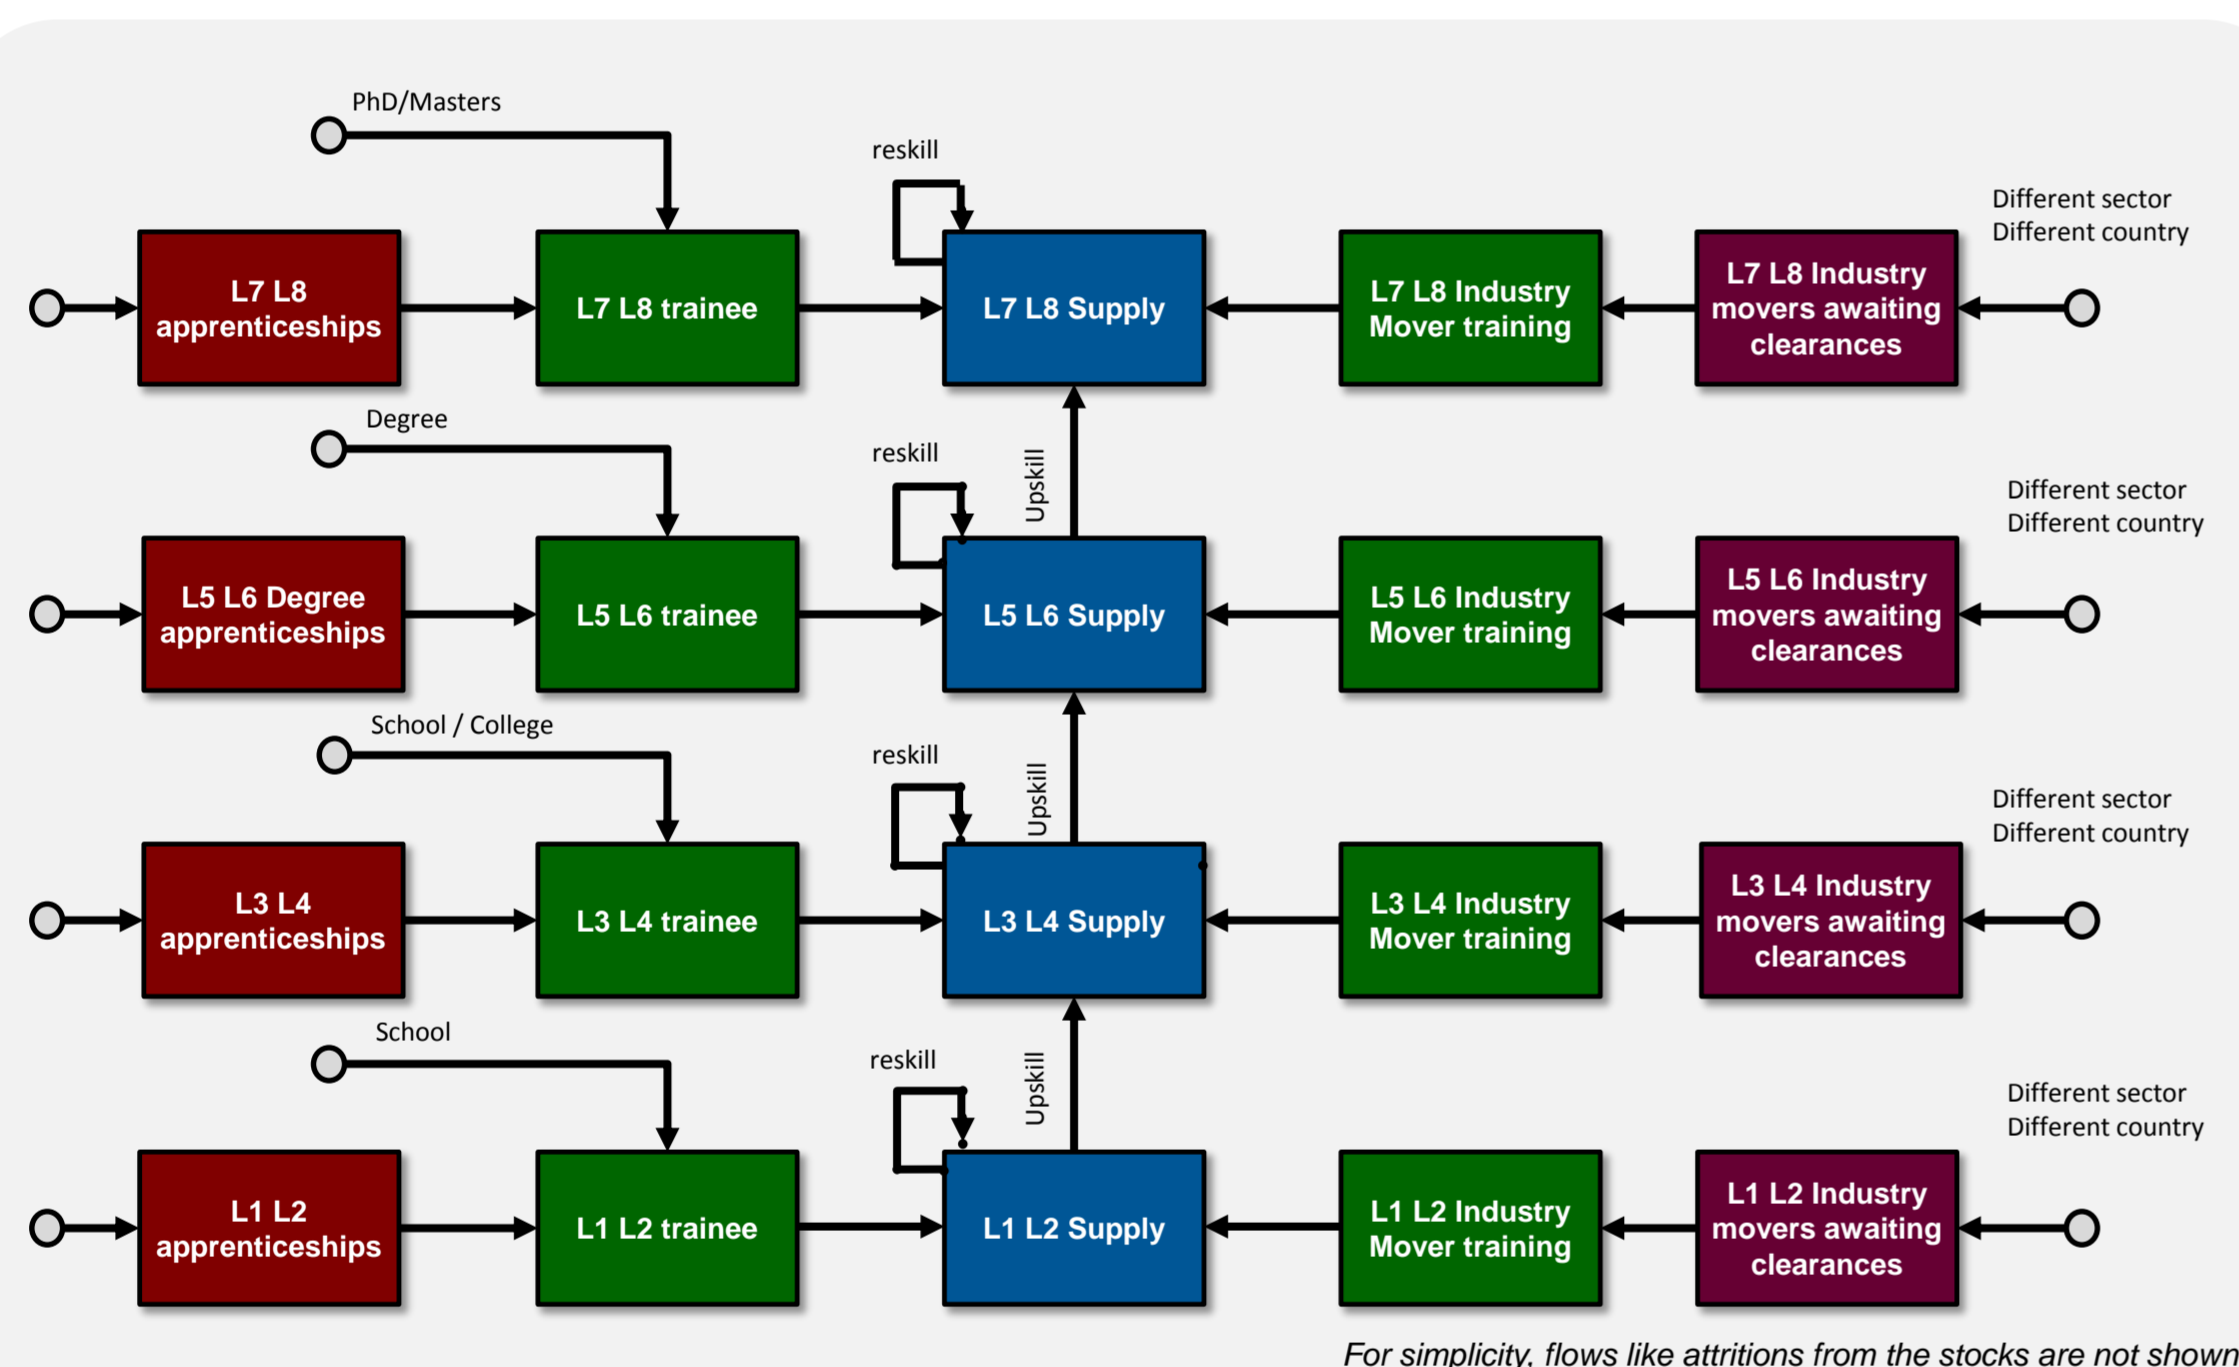 PhD/Masters
reskill
Different sector
Different country
L7 L8
apprenticeships
L7 L8 trainee
L7 L8 Supply
L7 L8 Industry
Mover training
L7 L8 Industry
movers awaiting
clearances
Degree
reskill
Upskill
Different sector
Different country
L5 L6 Degree
apprenticeships
L5 L6 trainee
L5 L6 Supply
L5 L6 Industry
Mover training
L5 L6 Industry
movers awaiting
clearances
School / College
reskill
Upskill
Different sector
Different country
L3 L4
apprenticeships
L3 L4 trainee
L3 L4 Supply
L3 L4 Industry
Mover training
L3 L4 Industry
movers awaiting
clearances
School
reskill
Upskill
Different sector
Different country
L1 L2
apprenticeships
L1 L2 trainee
L1 L2 Supply
L1 L2 Industry
Mover training
L1 L2 Industry
movers awaiting
clearances
For simplicity, flows like attritions from the stocks are not shown